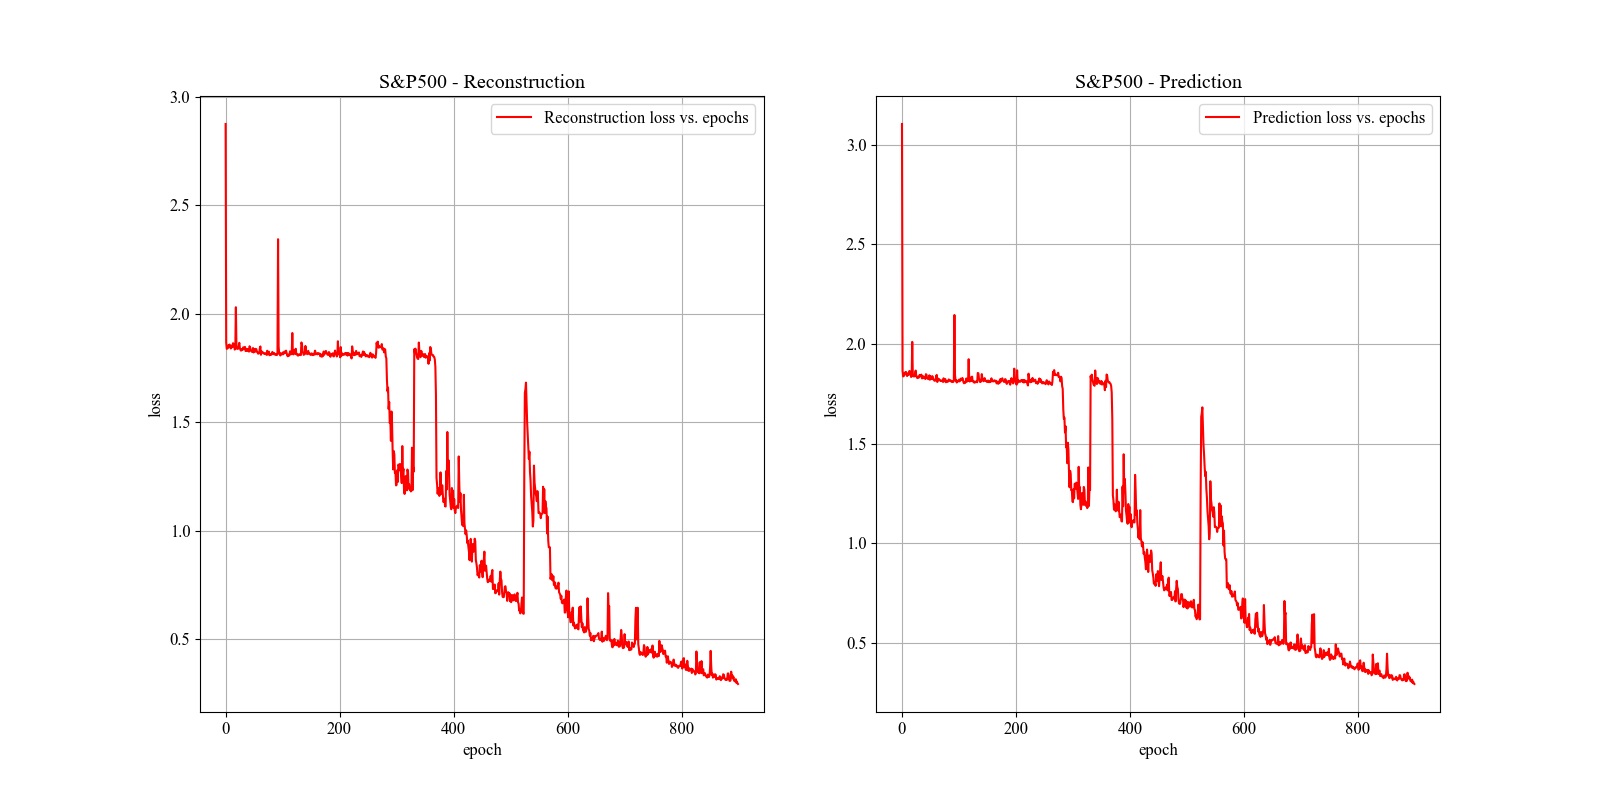 S&P500 - Reconstruction
Reconstruction loss vs. epochs
3.0
2.5
2.0
1.5
1.0
0.5
loss
0 200 400 600 800
epoch
S&P500 - Prediction
Prediction loss vs. epochs
3.0
2.5
2.0
1.5
1.0
0.5
loss
0 200 400 600 800
epoch